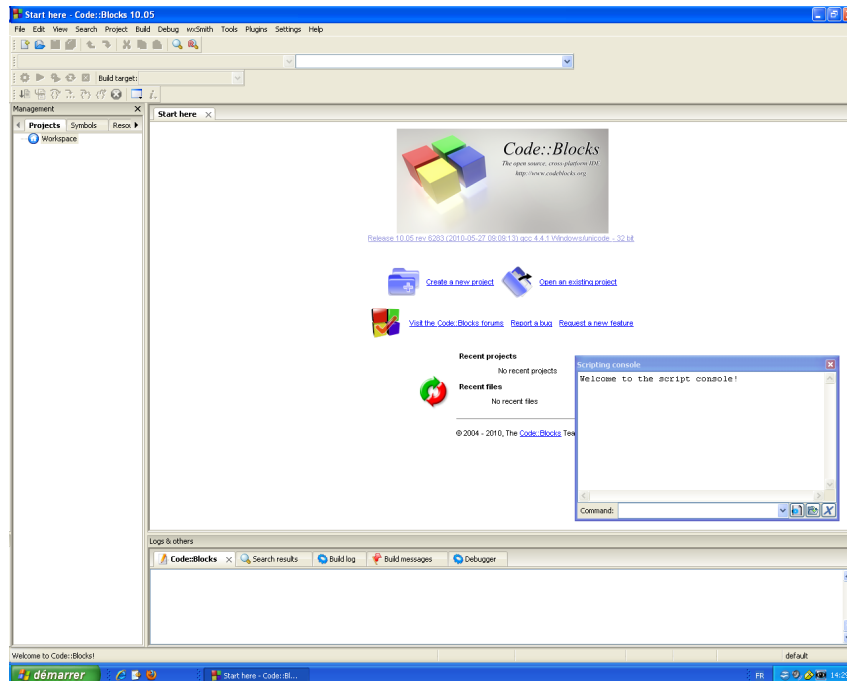 Start here - Code::Blocks 10.05
File Edit View Search Project Build Debug wxSmith Tools Plugins Settings Help
Build target:
Management
Projects Symbols
Workspace
Start here
Code::Blocks
The open source, cross-platform IDE
http://www.codeblocks.org
Release 10.05 rev 6283 (2010-05-27 09:09:13) gcc 4.4.1 Windows/unicode - 32 bit
Create a new project Open an existing project
Visit the Code::Blocks forums Report a bug Request a new feature
Recent projects
No recent projects
Recent files
No recent files
© 2004 - 2010, The Code::Blocks Tea
Scripting console
Welcome to the script console!
Command:
Logs & others
Code::Blocks Search results Build log Build messages Debugger
Welcome to Code::Blocks!
default
démarrer
Start here - Code::Bl...
FR
14:29